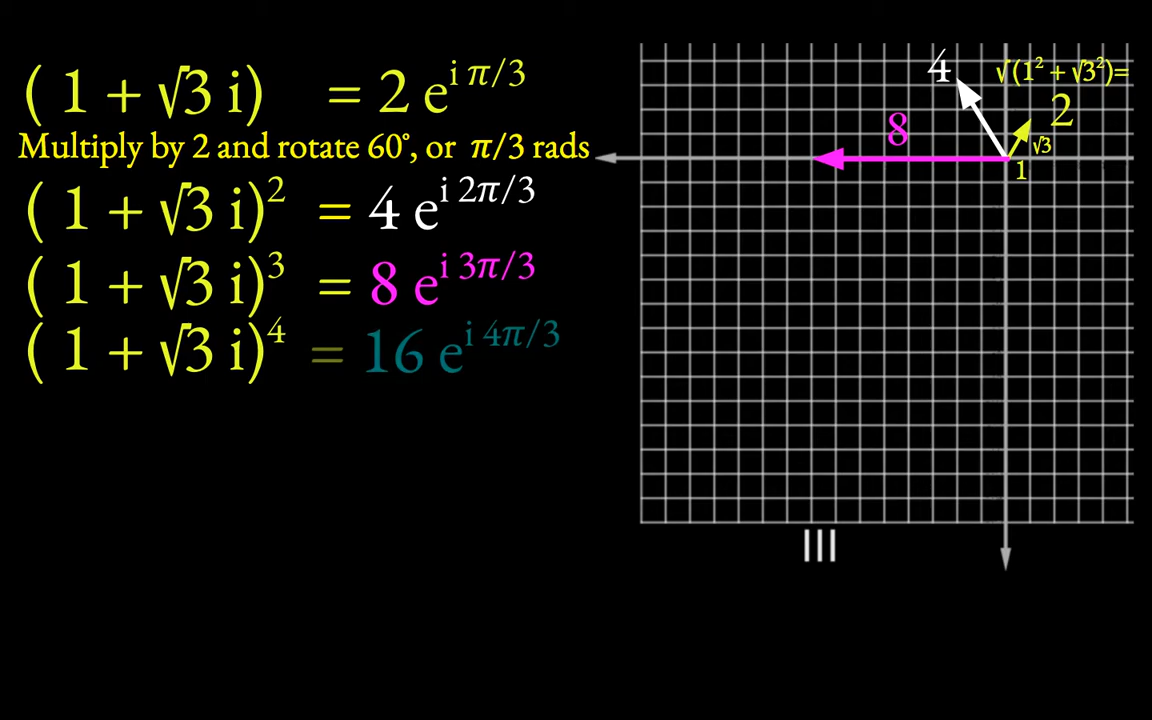 ( 1 + √3 i) = 2 e^{i π/3}
Multiply by 2 and rotate 60°, or π/3 rads
( 1 + √3 i)² = 4 e^{i 2π/3}
( 1 + √3 i)³ = 8 e^{i 3π/3}
( 1 + √3 i)⁴ = 16 e^{i 4π/3}
4
√(1² + √3²)=
2
8
√3
1
III